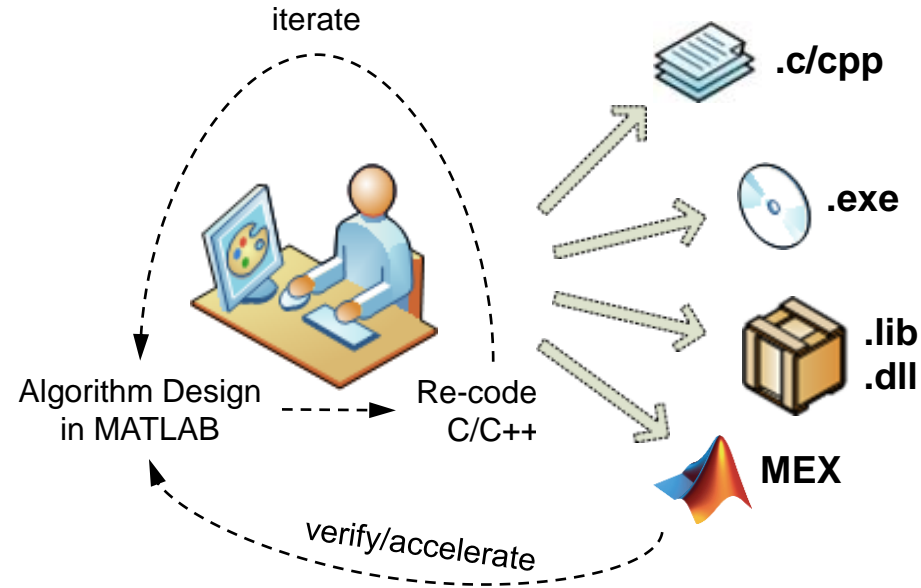 iterate
.c/cpp
.exe
.lib
.dll
Algorithm Design
in MATLAB
Re-code
C/C++
MEX
verify/accelerate